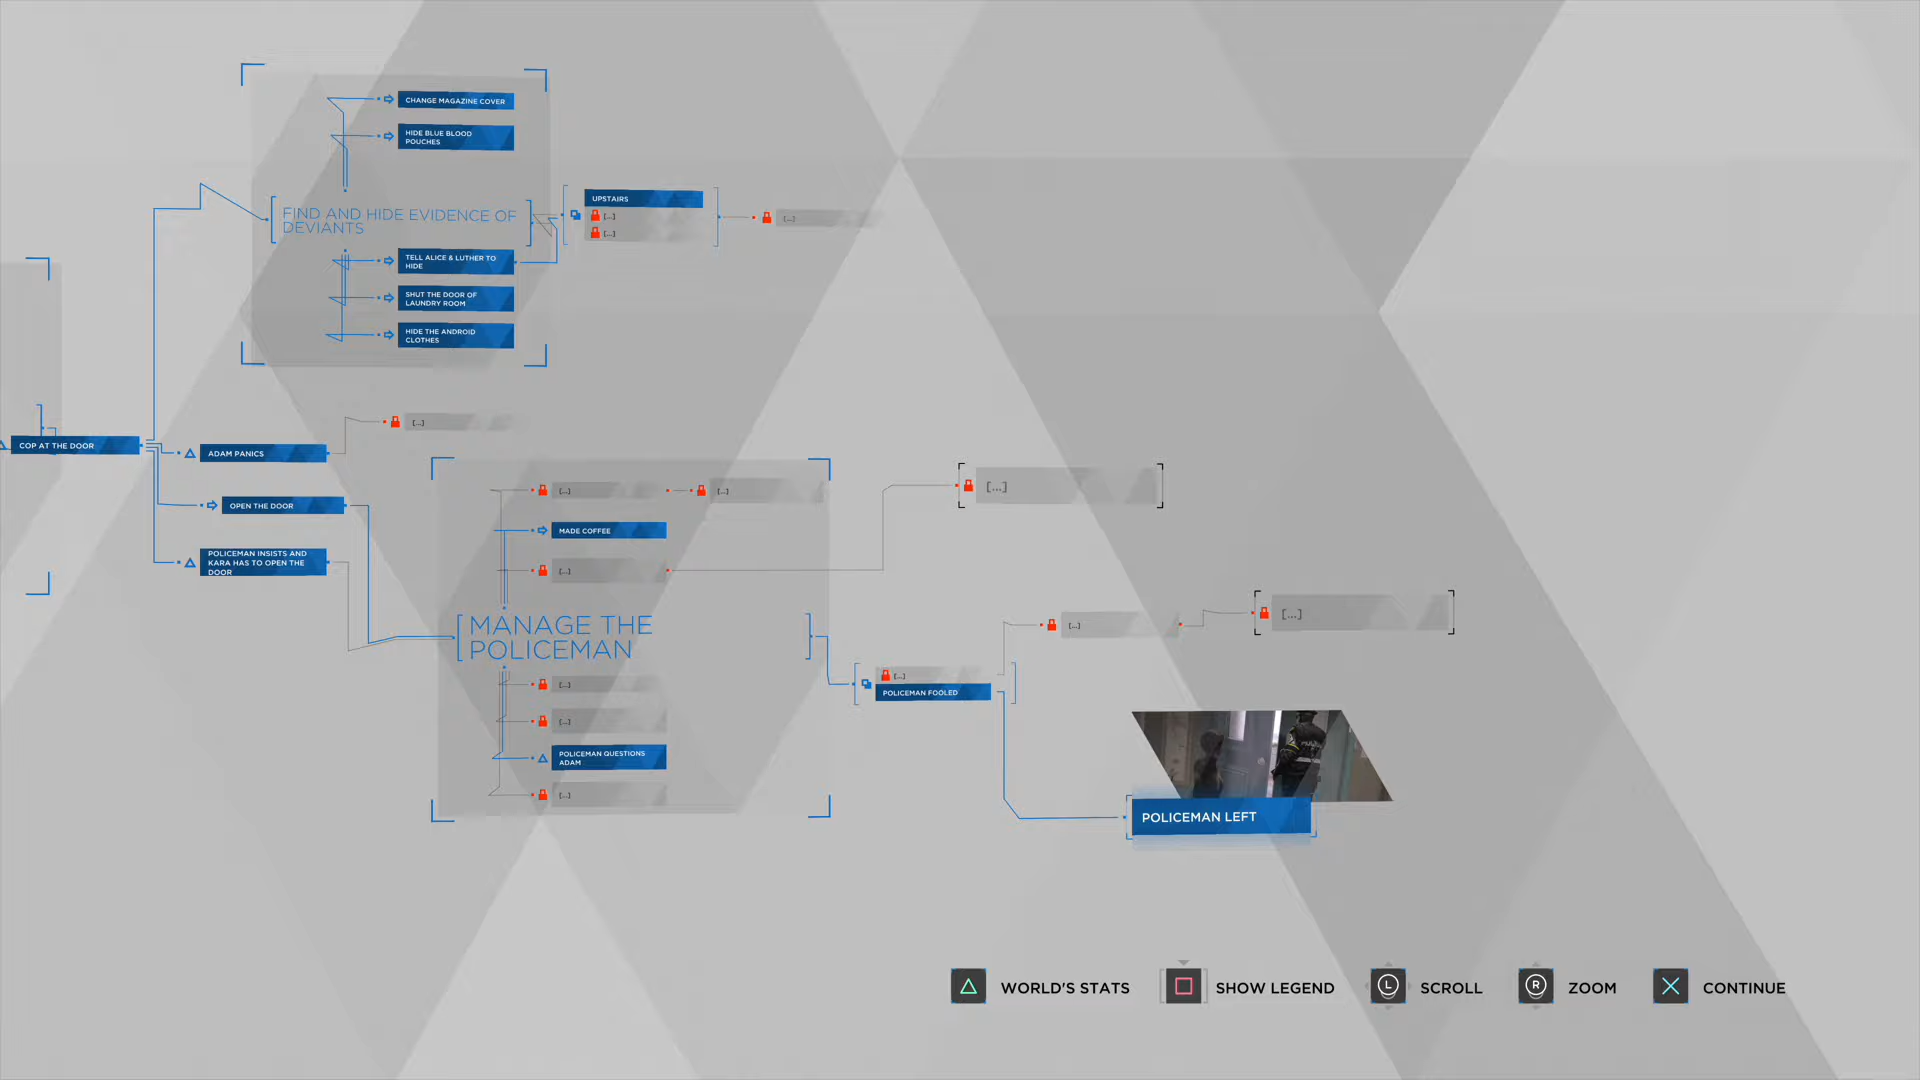 CHANGE MAGAZINE COVER
HIDE BLUE BLOOD
POUCHES
FIND AND HIDE EVIDENCE OF
DEVIANTS
UPSTAIRS
[...]
[...]
[...]
TELL ALICE & LUTHER TO
HIDE
SHUT THE DOOR OF
LAUNDRY ROOM
HIDE THE ANDROID
CLOTHES
[...]
COP AT THE DOOR
ADAM PANICS
OPEN THE DOOR
POLICEMAN INSISTS AND
KARA HAS TO OPEN THE
DOOR
[...]
[...]
[...]
MADE COFFEE
[...]
MANAGE THE
POLICEMAN
[...]
[...]
[...]
[...]
POLICEMAN FOOLED
[...]
[...]
POLICEMAN QUESTIONS
ADAM
[...]
POLICEMAN LEFT
WORLD'S STATS
SHOW LEGEND
L
SCROLL
R
ZOOM
CONTINUE